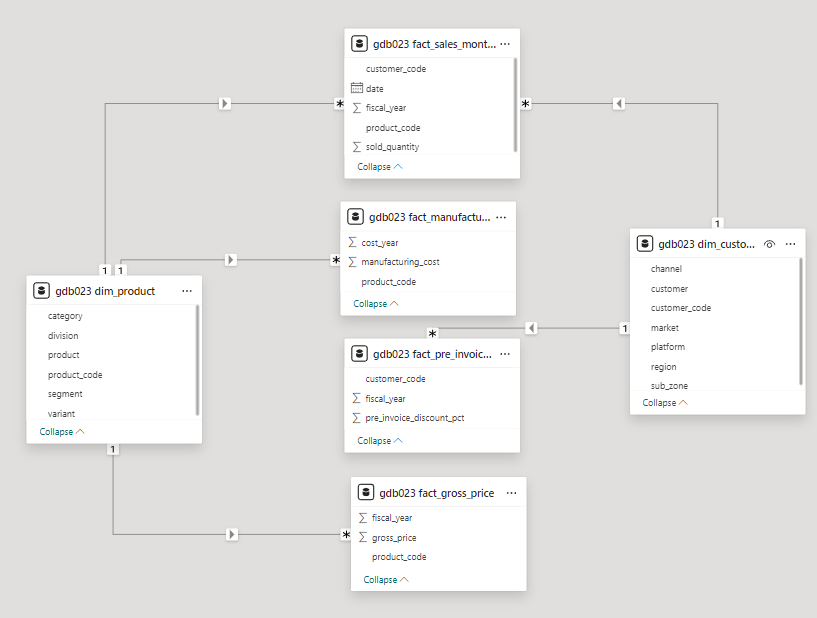 gdb023 fact_sales_mont... ...
customer_code
date
fiscal_year
product_code
sold_quantity
Collapse
*
*
1
gdb023 fact_manufactu... ...
cost_year
manufacturing_cost
product_code
Collapse
*
1 1
gdb023 dim_product ...
category
division
product
product_code
segment
variant
Collapse
1
gdb023 dim_custo... ...
channel
customer
customer_code
market
platform
region
sub_zone
Collapse
1
*
gdb023 fact_pre_invoic... ...
customer_code
fiscal_year
pre_invoice_discount_pct
Collapse
gdb023 fact_gross_price ...
fiscal_year
gross_price
product_code
Collapse
*